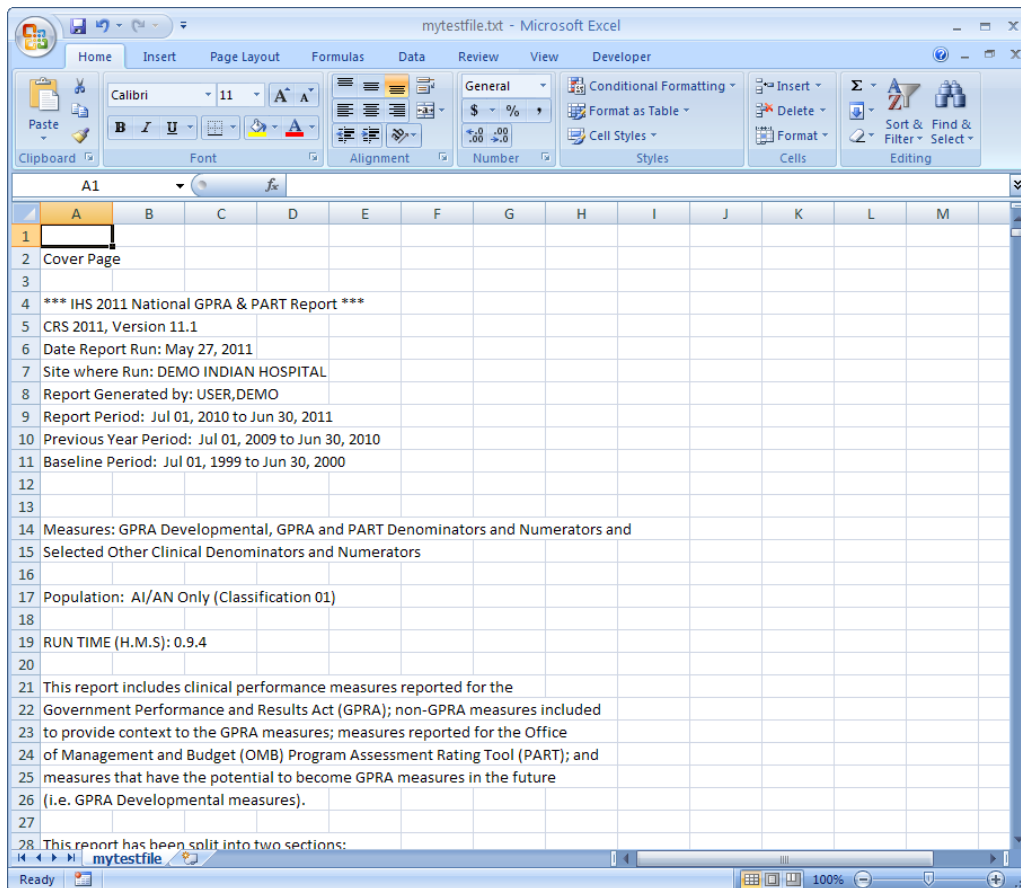 mytestfile.txt - Microsoft Excel
Home Insert Page Layout Formulas Data Review View Developer
Paste
Clipboard
Calibri 11
B I U
Font
Alignment
General
$ % ,
Number
Conditional Formatting
Format as Table
Cell Styles
Styles
Insert
Delete
Format
Cells
Σ
Sort & Filter
Find & Select
Editing
A1 fx
A B C D E F G H I J K L M
1
2 Cover Page
3
4 *** IHS 2011 National GPRA & PART Report ***
5 CRS 2011, Version 11.1
6 Date Report Run: May 27, 2011
7 Site where Run: DEMO INDIAN HOSPITAL
8 Report Generated by: USER,DEMO
9 Report Period: Jul 01, 2010 to Jun 30, 2011
10 Previous Year Period: Jul 01, 2009 to Jun 30, 2010
11 Baseline Period: Jul 01, 1999 to Jun 30, 2000
12
13
14 Measures: GPRA Developmental, GPRA and PART Denominators and Numerators and
15 Selected Other Clinical Denominators and Numerators
16
17 Population: AI/AN Only (Classification 01)
18
19 RUN TIME (H.M.S): 0.9.4
20
21 This report includes clinical performance measures reported for the
22 Government Performance and Results Act (GPRA); non-GPRA measures included
23 to provide context to the GPRA measures; measures reported for the Office
24 of Management and Budget (OMB) Program Assessment Rating Tool (PART); and
25 measures that have the potential to become GPRA measures in the future
26 (i.e. GPRA Developmental measures).
27
28 This report has been split into two sections:
mytestfile
Ready 100%